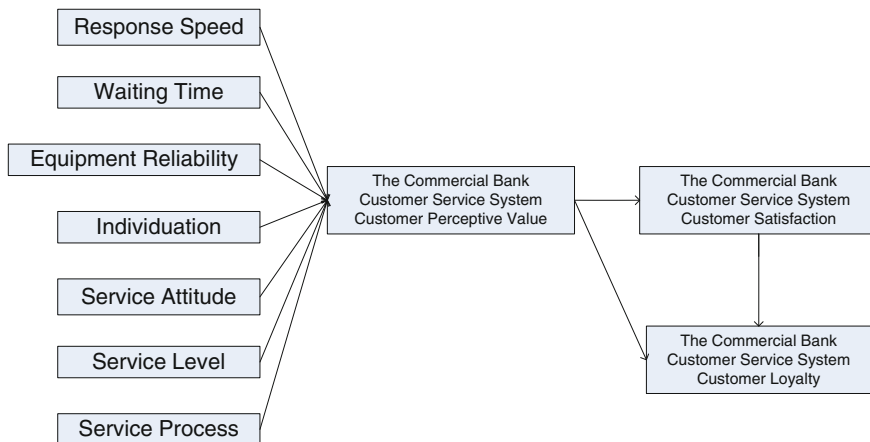 Response Speed
Waiting Time
Equipment Reliability
Individuation
Service Attitude
Service Level
Service Process
The Commercial Bank
Customer Service System
Customer Perceptive Value
The Commercial Bank
Customer Service System
Customer Satisfaction
The Commercial Bank
Customer Service System
Customer Loyalty